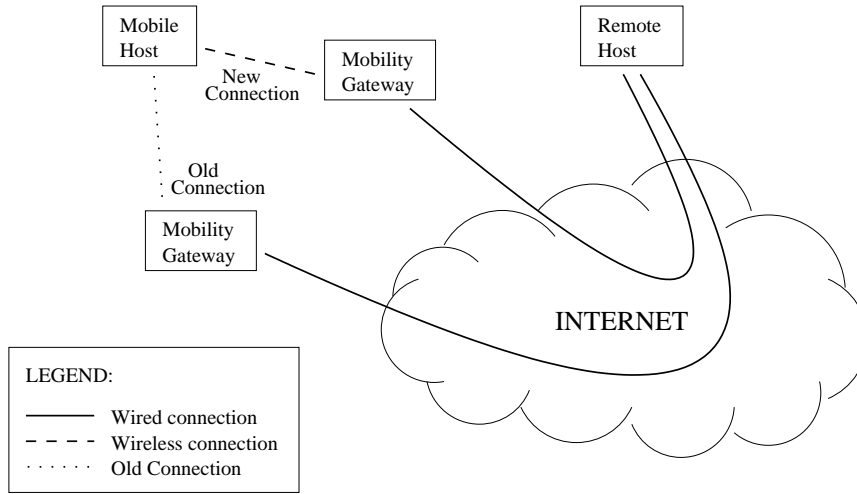 Mobile
Host
Remote
Host
Mobility
Gateway
New
Connection
Old
Connection
Mobility
Gateway
INTERNET
LEGEND:
Wired connection
Wireless connection
Old Connection